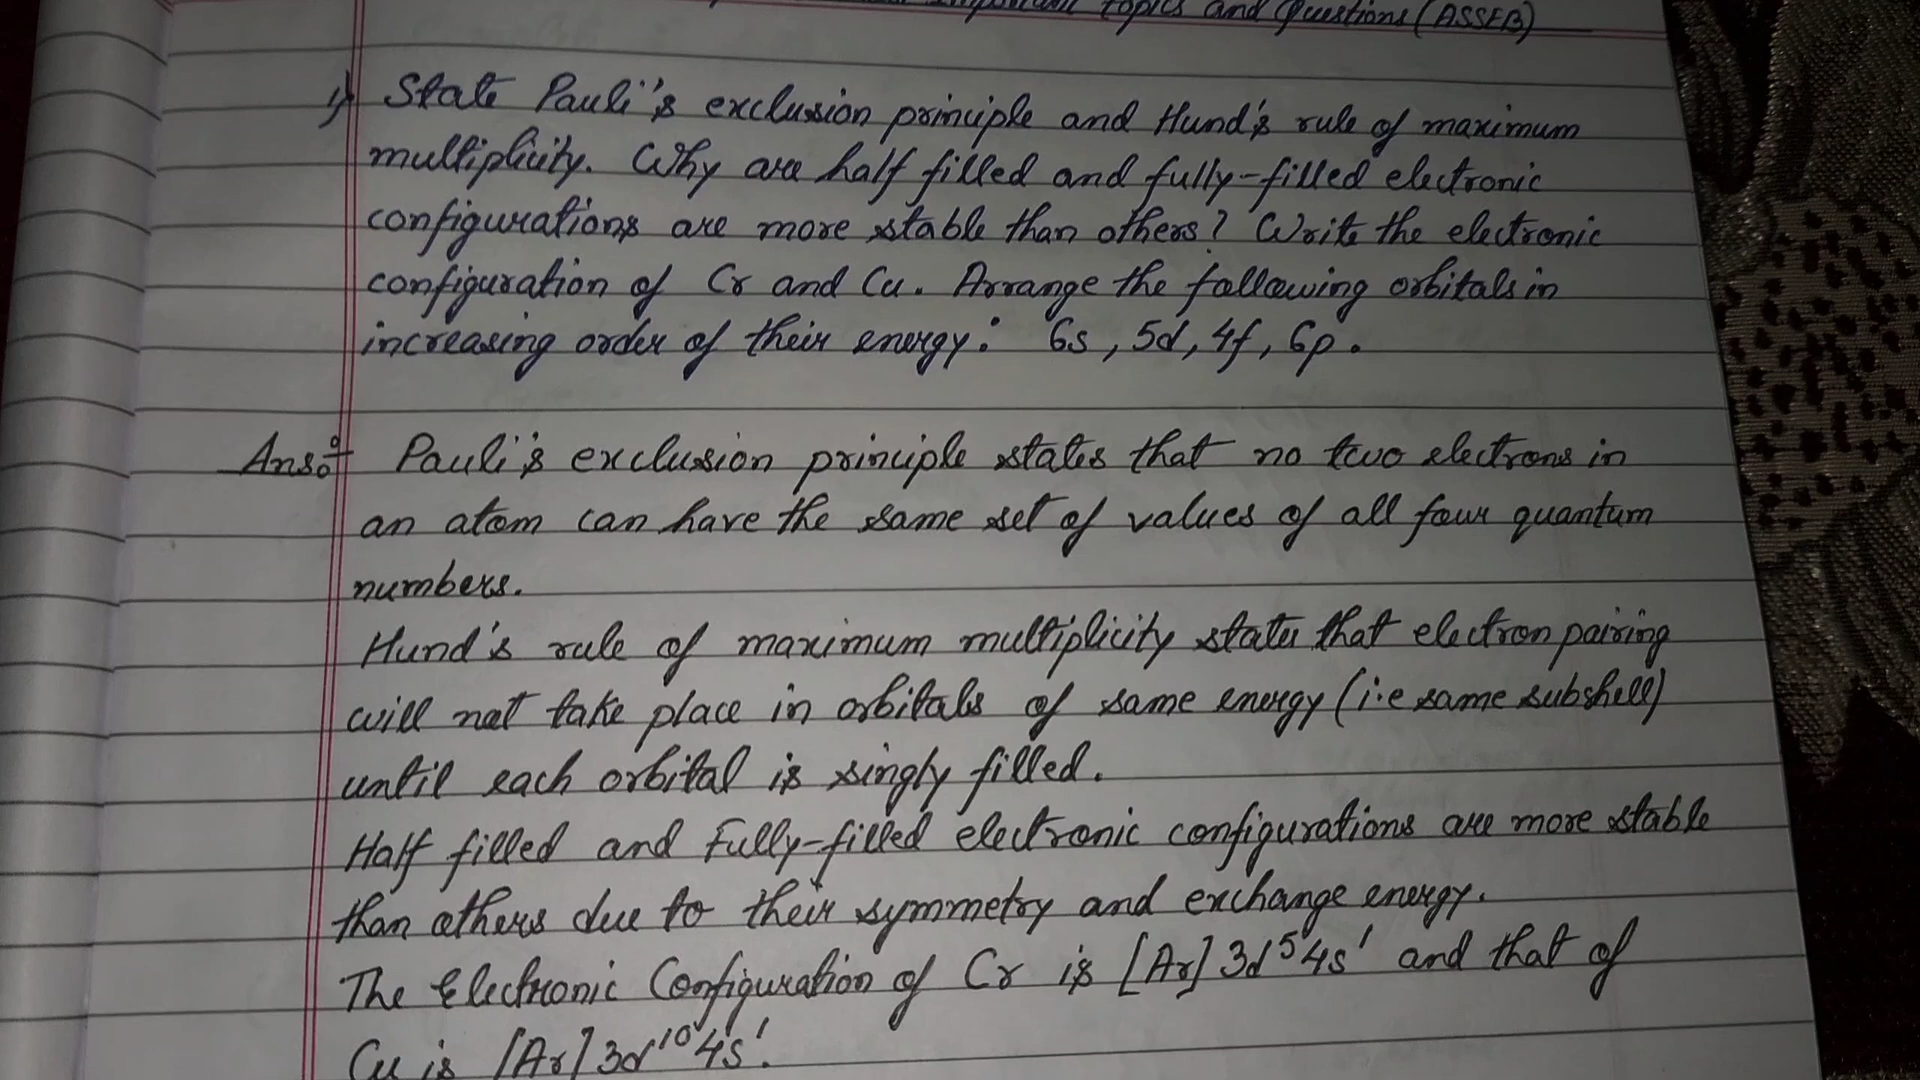 Important topics and Questions (ASSEB)
1) State Pauli's exclusion principle and Hund's rule of maximum
multiplicity. Why are half filled and fully-filled electronic
configurations are more stable than others? Write the electronic
configuration of Cr and Cu. Arrange the following orbitals in
increasing order of their energy: 6s, 5d, 4f, 6p.
Ans: Pauli's exclusion principle states that no two electrons in
an atom can have the same set of values of all four quantum
numbers.
Hund's rule of maximum multiplicity states that electron pairing
will not take place in orbitals of same energy (i.e same subshell)
until each orbital is singly filled.
Half filled and Fully-filled electronic configurations are more stable
than others due to their symmetry and exchange energy.
The Electronic Configuration of Cr is [Ar] 3d⁵4s¹ and that of
Cu is [Ar] 3d¹⁰4s¹.